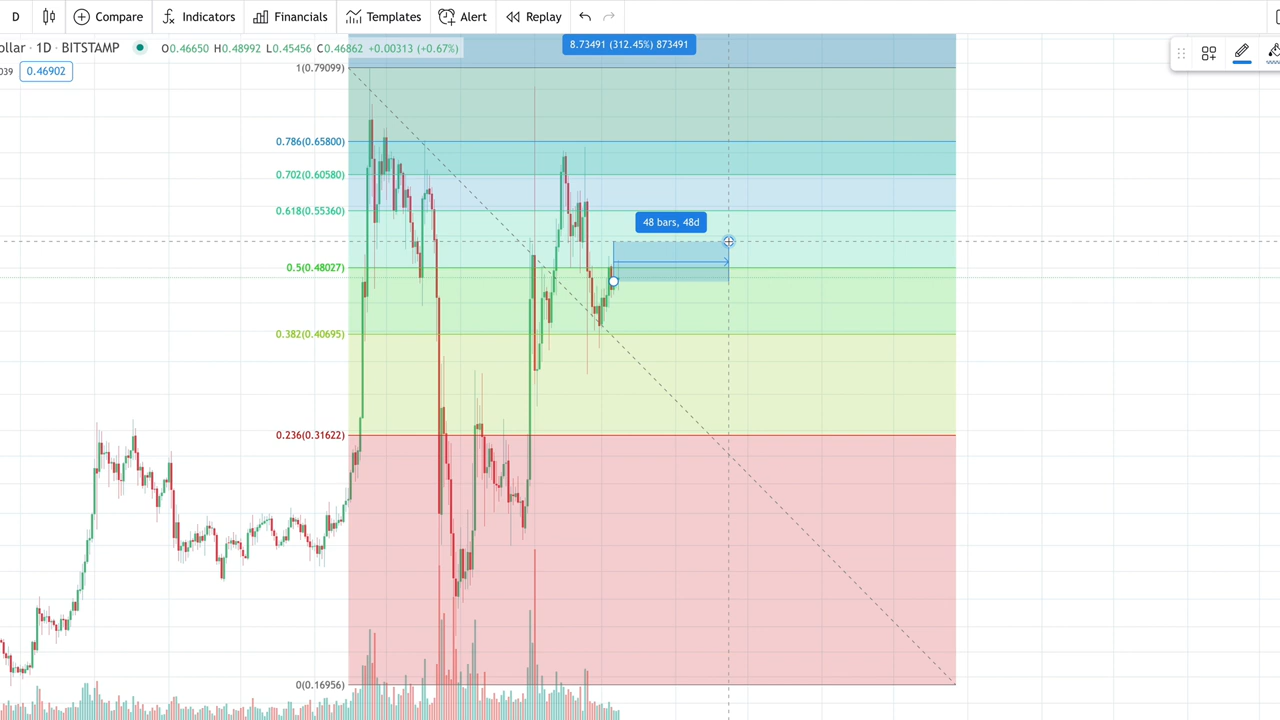 D Compare Indicators Financials Templates Alert Replay
ollar · 1D · BITSTAMP O0.46650 H0.48992 L0.45456 C0.46862 +0.00313 (+0.67%)
8.73491 (312.45%) 873491
039 0.46902
1(0.79099)
0.786(0.65800)
0.702(0.60580)
0.618(0.55360)
48 bars, 48d
0.5(0.48027)
0.382(0.40695)
0.236(0.31622)
0(0.16956)